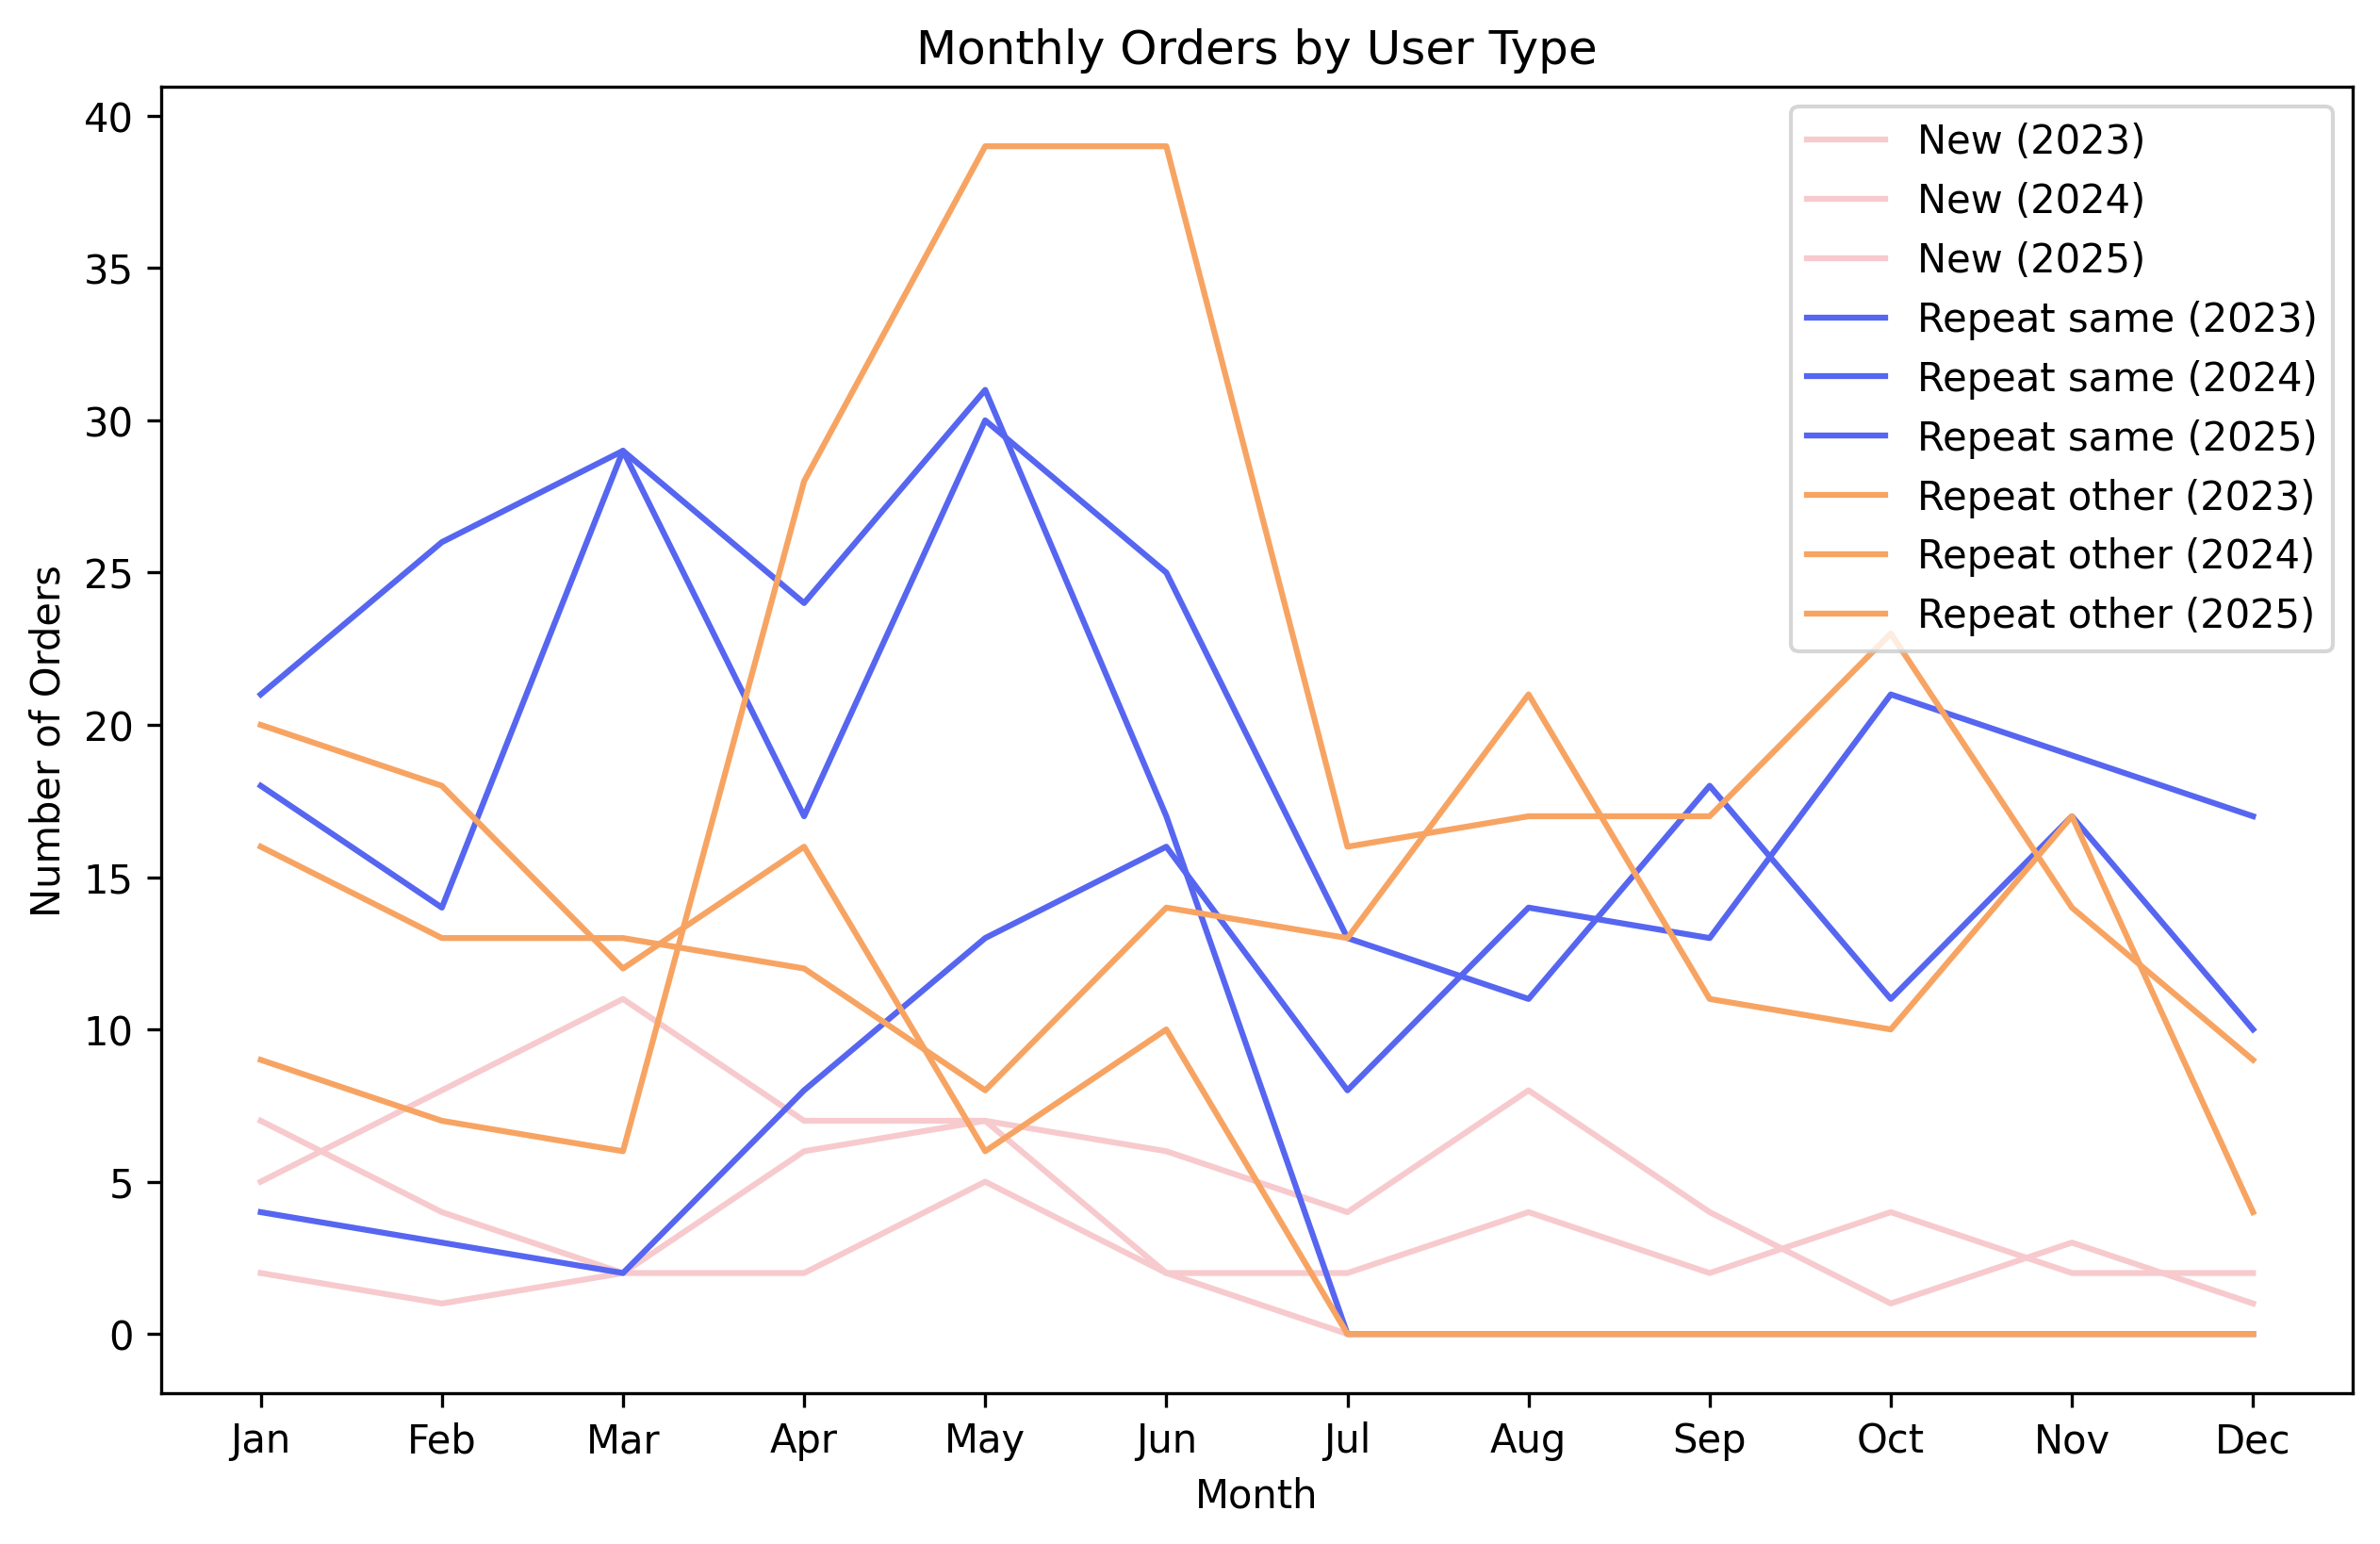 Monthly Orders by User Type
Number of Orders
40
35
30
25
20
15
10
5
0
New (2023)
New (2024)
New (2025)
Repeat same (2023)
Repeat same (2024)
Repeat same (2025)
Repeat other (2023)
Repeat other (2024)
Repeat other (2025)
Jan Feb Mar Apr May Jun Jul Aug Sep Oct Nov Dec
Month